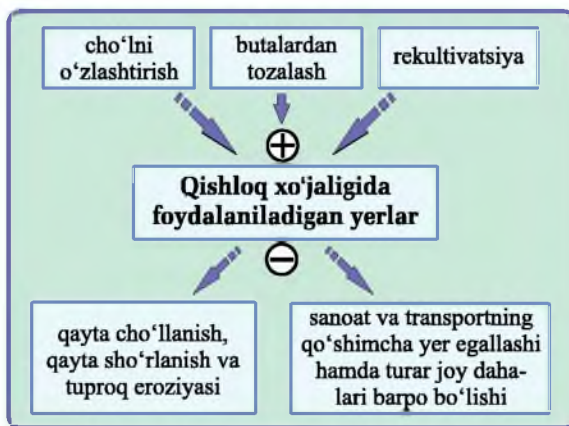 cho‘lni
o‘zlashtirish
butalardan
tozalash
rekultivatsiya
+
Qishloq xo‘jaligida
foydalaniladigan yerlar
−
qayta cho‘llanish,
qayta sho‘rlanish va
tuproq eroziyasi
sanoat va transportning
qo‘shimcha yer egallashi
hamda turar joy daha-
lari barpo bo‘lishi